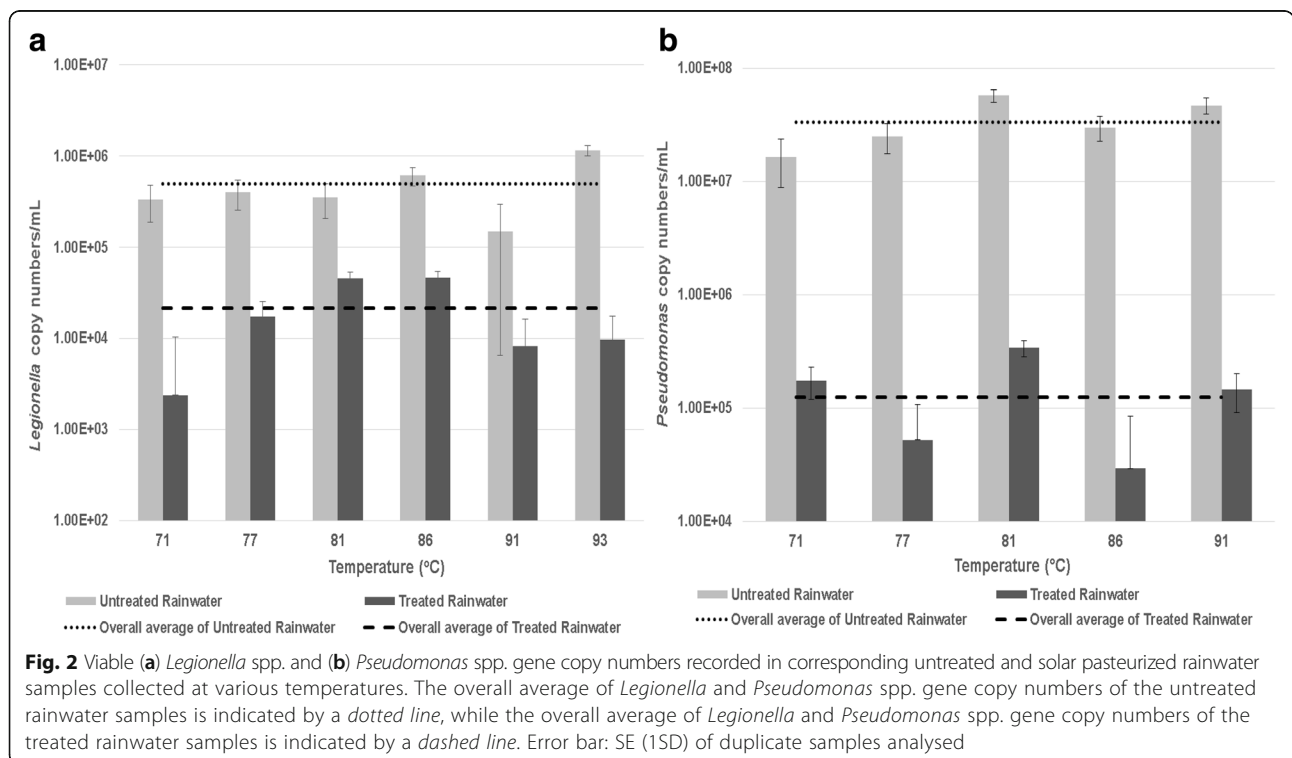 a
1.00E+07
1.00E+06
1.00E+05
1.00E+04
1.00E+03
1.00E+02
Legionella copy numbers/mL
71 77 81 86 91 93
Temperature (°C)
Untreated Rainwater Treated Rainwater
Overall average of Untreated Rainwater Overall average of Treated Rainwater
b
1.00E+08
1.00E+07
1.00E+06
1.00E+05
1.00E+04
Pseudomonas copy numbers/mL
71 77 81 86 91
Temperature (°C)
Untreated Rainwater Treated Rainwater
Overall average of Untreated Rainwater Overall average of Treated Rainwater
Fig. 2 Viable (a) Legionella spp. and (b) Pseudomonas spp. gene copy numbers recorded in corresponding untreated and solar pasteurized rainwater
samples collected at various temperatures. The overall average of Legionella and Pseudomonas spp. gene copy numbers of the untreated
rainwater samples is indicated by a dotted line, while the overall average of Legionella and Pseudomonas spp. gene copy numbers of the
treated rainwater samples is indicated by a dashed line. Error bar: SE (1SD) of duplicate samples analysed